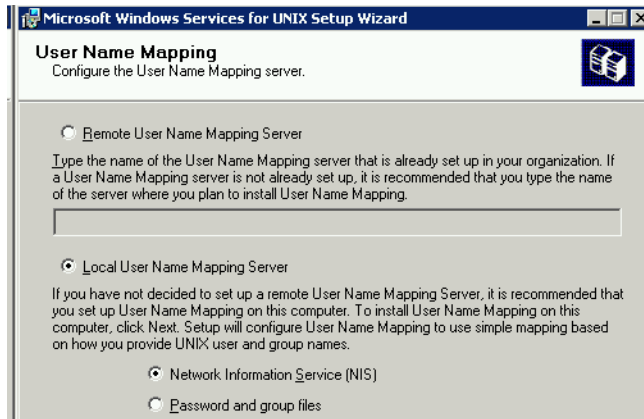 Microsoft Windows Services for UNIX Setup Wizard
User Name Mapping
Configure the User Name Mapping server.
Remote User Name Mapping Server
Type the name of the User Name Mapping server that is already set up in your organization. If
a User Name Mapping server is not already set up, it is recommended that you type the name
of the server where you plan to install User Name Mapping.
Local User Name Mapping Server
If you have not decided to set up a remote User Name Mapping Server, it is recommended that
you set up User Name Mapping on this computer. To install User Name Mapping on this
computer, click Next. Setup will configure User Name Mapping to use simple mapping based
on how you provide UNIX user and group names.
Network Information Service (NIS)
Password and group files